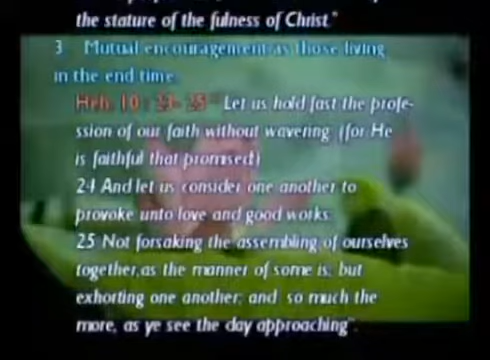 the stature of the fulness of Christ."
3 Mutual encouragement as those living
in the end time.
Heb. 10 : 23- 25 " Let us hold fast the profe-
ssion of our faith without wavering (for He
is faithful that promised)
24 And let us consider one another to
provoke unto love and good works:
25 Not forsaking the assembling of ourselves
together,as the manner of some is; but
exhorting one another; and so much the
more, as ye see the day approaching".